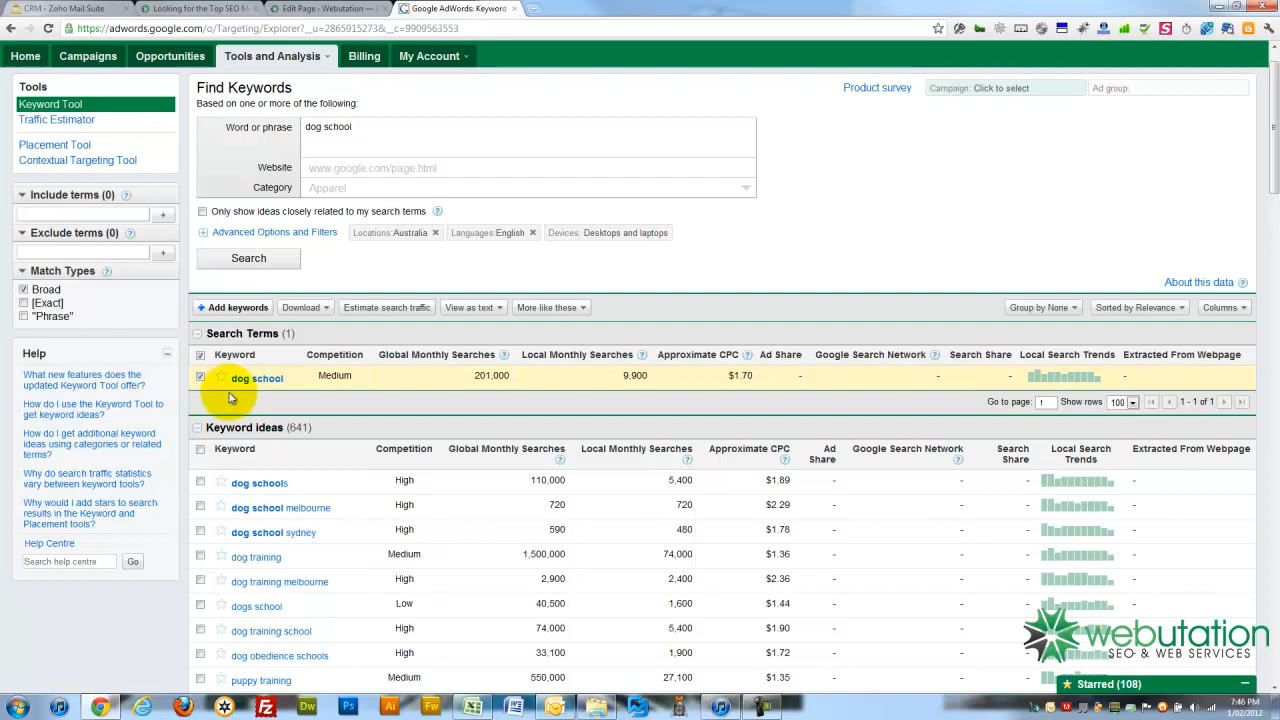 CRM - Zoho Mail Suite
Looking for the Top SEO M
Edit Page ‹ Webutation —
Google AdWords: Keyword
https://adwords.google.com/o/Targeting/Explorer?__u=2865915273&__c=9909563553
Home
Campaigns
Opportunities
Tools and Analysis
Billing
My Account
Tools
Keyword Tool
Traffic Estimator
Placement Tool
Contextual Targeting Tool
Include terms (0) ?
+
Exclude terms (0) ?
+
Match Types ?
Broad
[Exact]
"Phrase"
Help
What new features does the
updated Keyword Tool offer?
How do I use the Keyword Tool to
get keyword ideas?
How do I get additional keyword
ideas using categories or related
terms?
Why do search traffic statistics
vary between keyword tools?
Why would I add stars to search
results in the Keyword and
Placement tools?
Help Centre
Search help centre Go
Find Keywords
Product survey
Campaign: Click to select
Ad group:
Based on one or more of the following:
Word or phrase dog school
Website www.google.com/page.html
Category Apparel
Only show ideas closely related to my search terms ?
Advanced Options and Filters Locations: Australia × Languages: English × Devices: Desktops and laptops
Search
About this data ?
+ Add keywords Download Estimate search traffic View as text More like these Group by None Sorted by Relevance Columns
Search Terms (1)
Keyword Competition Global Monthly Searches ? Local Monthly Searches ? Approximate CPC ? Ad Share Google Search Network ? Search Share Local Search Trends Extracted From Webpage
dog school Medium 201,000 9,900 $1.70 - - - -
Go to page: 1 Show rows 100 1 - 1 of 1
Keyword ideas (641)
Keyword Competition Global Monthly Searches ? Local Monthly Searches ? Approximate CPC ? Ad Share Google Search Network ? Search Share Local Search Trends Extracted From Webpage
dog schools High 110,000 5,400 $1.89 - - - -
dog school melbourne High 720 720 $2.29 - - - -
dog school sydney High 590 480 $1.78 - - - -
dog training Medium 1,500,000 74,000 $1.36 - - - -
dog training melbourne High 2,900 2,400 $2.36 - - - -
dogs school Low 40,500 1,600 $1.44 - - - -
dog training school High 74,000 5,400 $1.90 - -
dog obedience schools High 33,100 1,900 $1.72 - -
puppy training Medium 550,000 27,100 $1.35 - -
webutation
SEO & WEB SERVICES
Starred (108)
Dw
Ps
Ai
Fw
7:46 PM
1/02/2012